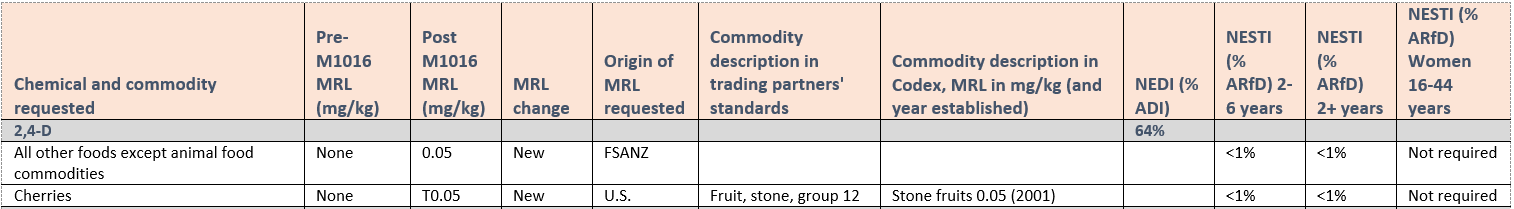 Chemical and commodity requested
Pre-M1016 MRL (mg/kg)
Post M1016 MRL (mg/kg)
MRL change
Origin of MRL requested
Commodity description in trading partners' standards
Commodity description in Codex, MRL in mg/kg (and year established)
NEDI (% ADI)
NESTI (% ARfD) 2-6 years
NESTI (% ARfD) 2+ years
NESTI (% ARfD) Women 16-44 years
2,4-D 64%
All other foods except animal food commodities None 0.05 New FSANZ <1% <1% Not required
Cherries None T0.05 New U.S. Fruit, stone, group 12 Stone fruits 0.05 (2001) <1% <1% Not required